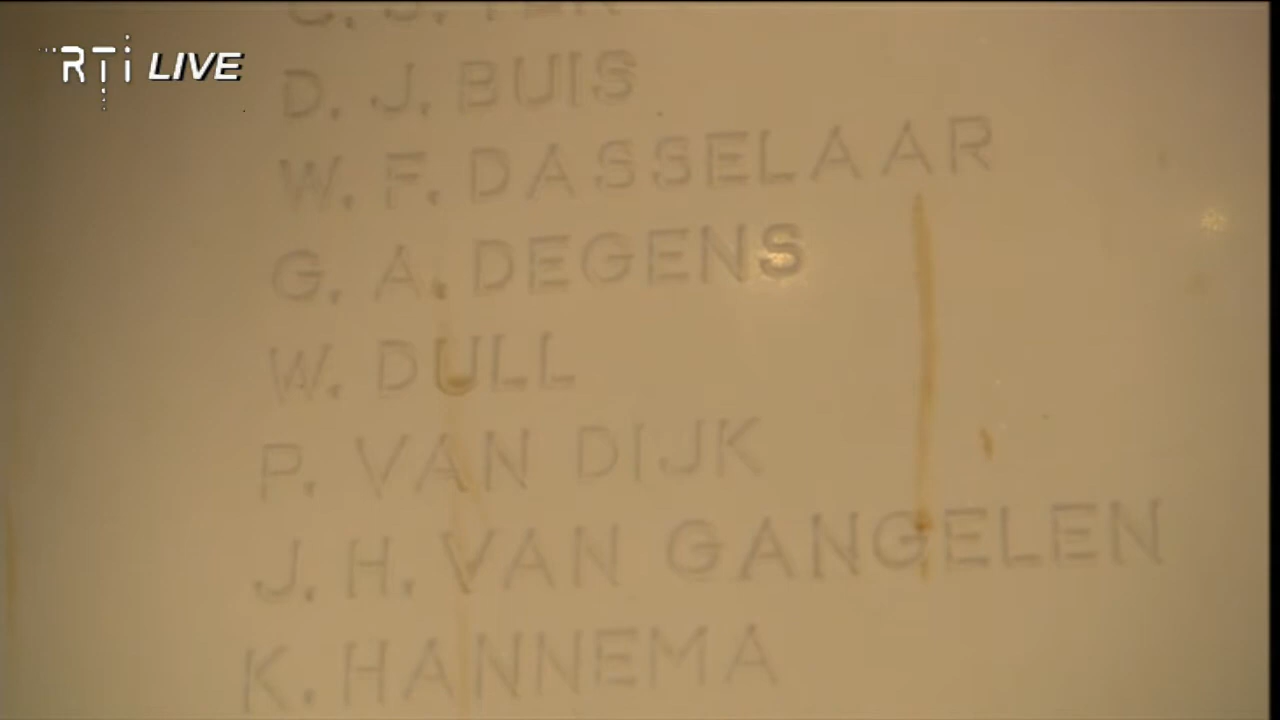 RTi LIVE
D. J. BUIS
W. F. DASSELAAR
G. A. DEGENS
W. DULL
P. VAN DIJK
J. H. VAN GANGELEN
K. HANNEMA